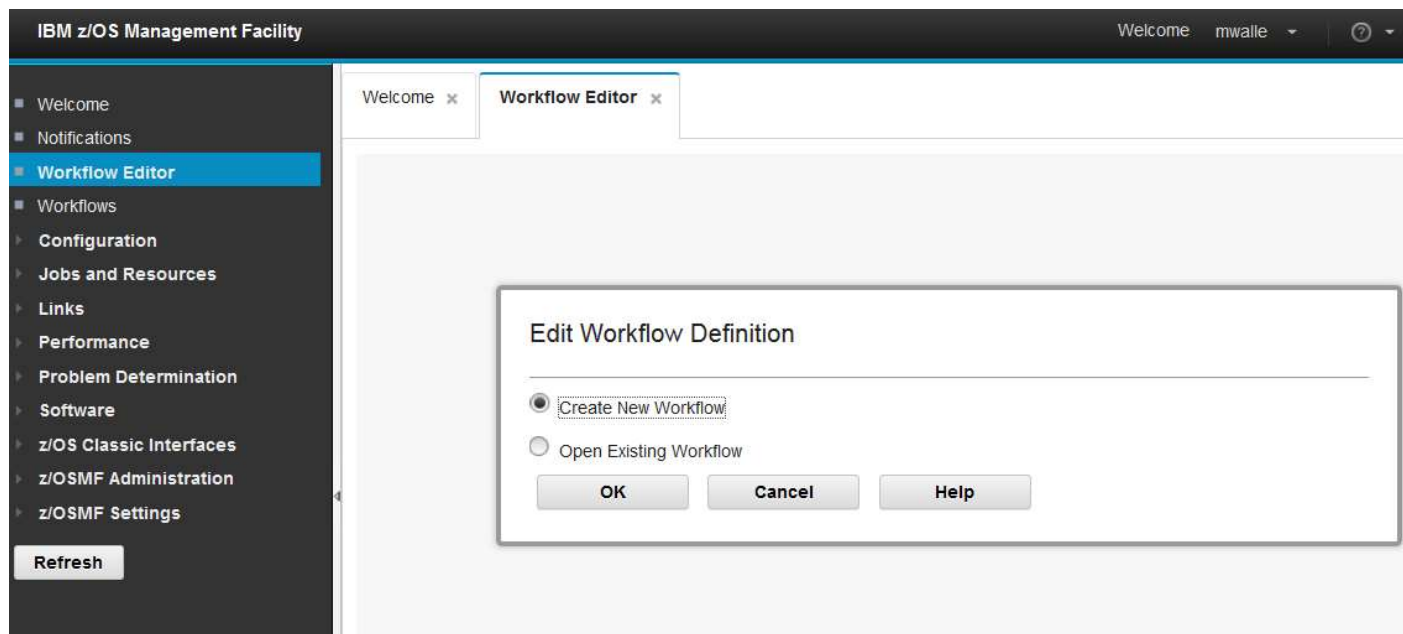 IBM z/OS Management Facility
Welcome mwalle
?
Welcome
Notifications
Workflow Editor
Workflows
Configuration
Jobs and Resources
Links
Performance
Problem Determination
Software
z/OS Classic Interfaces
z/OSMF Administration
z/OSMF Settings
Refresh
Welcome x
Workflow Editor x
Edit Workflow Definition
Create New Workflow
Open Existing Workflow
OK Cancel Help